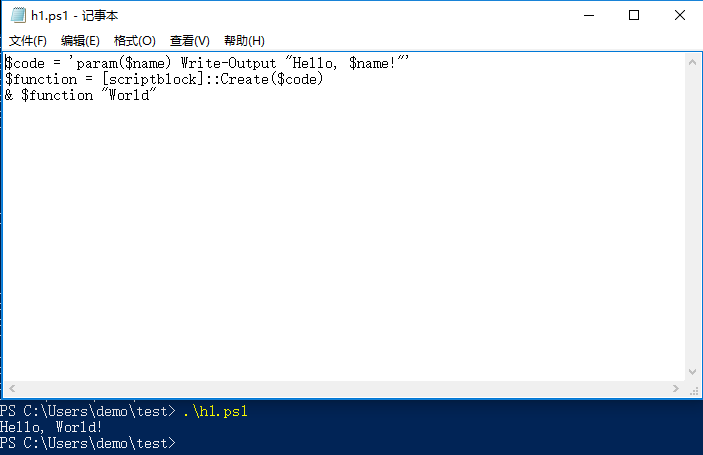 h1.ps1 - 记事本
文件(F) 编辑(E) 格式(O) 查看(V) 帮助(H)
$code = 'param($name) Write-Output "Hello, $name!"'
$function = [scriptblock]::Create($code)
& $function "World"
PS C:\Users\demo\test> .\h1.ps1
Hello, World!
PS C:\Users\demo\test>